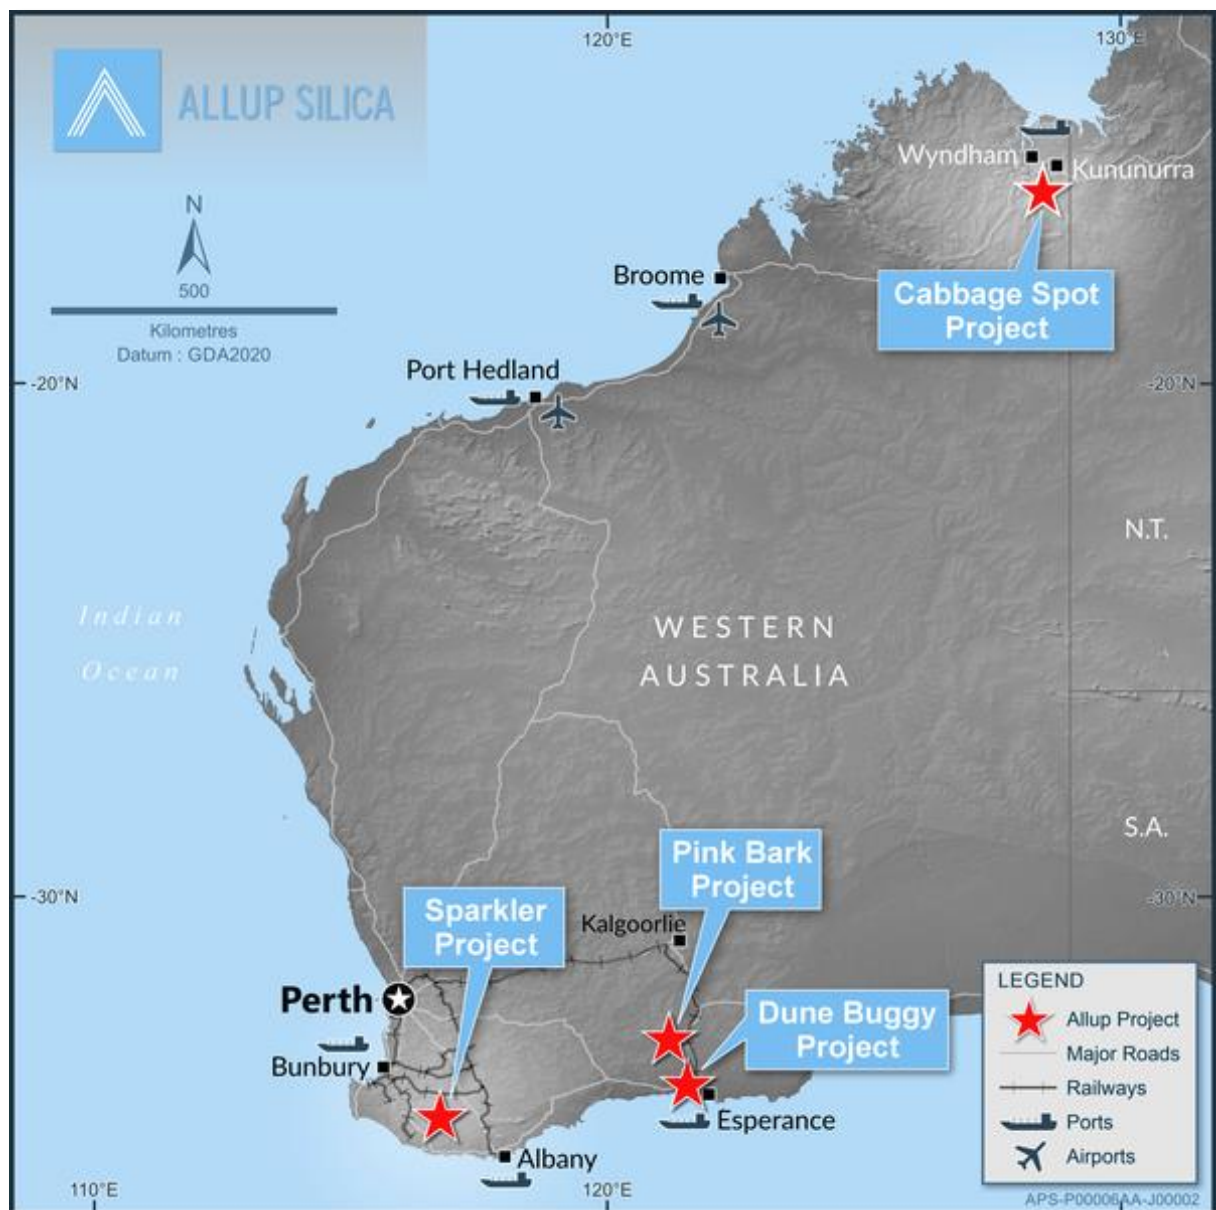 120°E
130°E
ALLUP SILICA
N
500
Kilometres
Datum : GDA2020
Wyndham
Kununurra
Broome
Cabbage Spot
Project
Port Hedland
-20°N
-20°N
N.T.
Indian
Ocean
WESTERN
AUSTRALIA
S.A.
Pink Bark
Project
-30°N
-30°N
Sparkler
Project
Kalgoorlie
Perth
Dune Buggy
Project
Bunbury
Esperance
Albany
LEGEND
Allup Project
Major Roads
Railways
Ports
Airports
110°E
120°E
APS-P00006AA-J00002